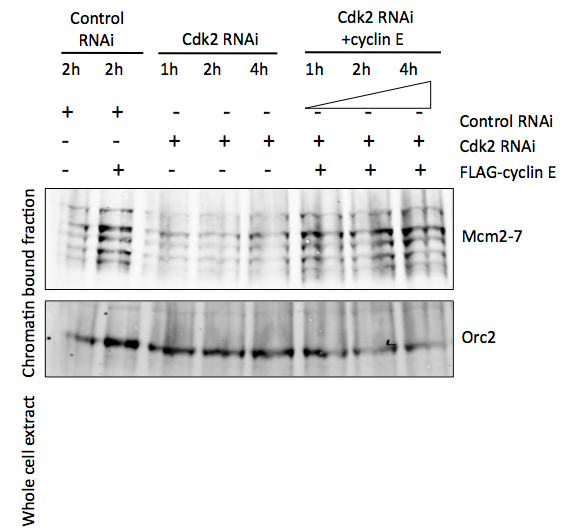 Control
RNAi
Cdk2 RNAi
Cdk2 RNAi
+cyclin E
2h 2h 1h 2h 4h 1h 2h 4h
+ + - - - - - - Control RNAi
- - + + + + + + Cdk2 RNAi
- + - - - + + + FLAG-cyclin E
Chromatin bound fraction
Mcm2-7
Orc2
Whole cell extract